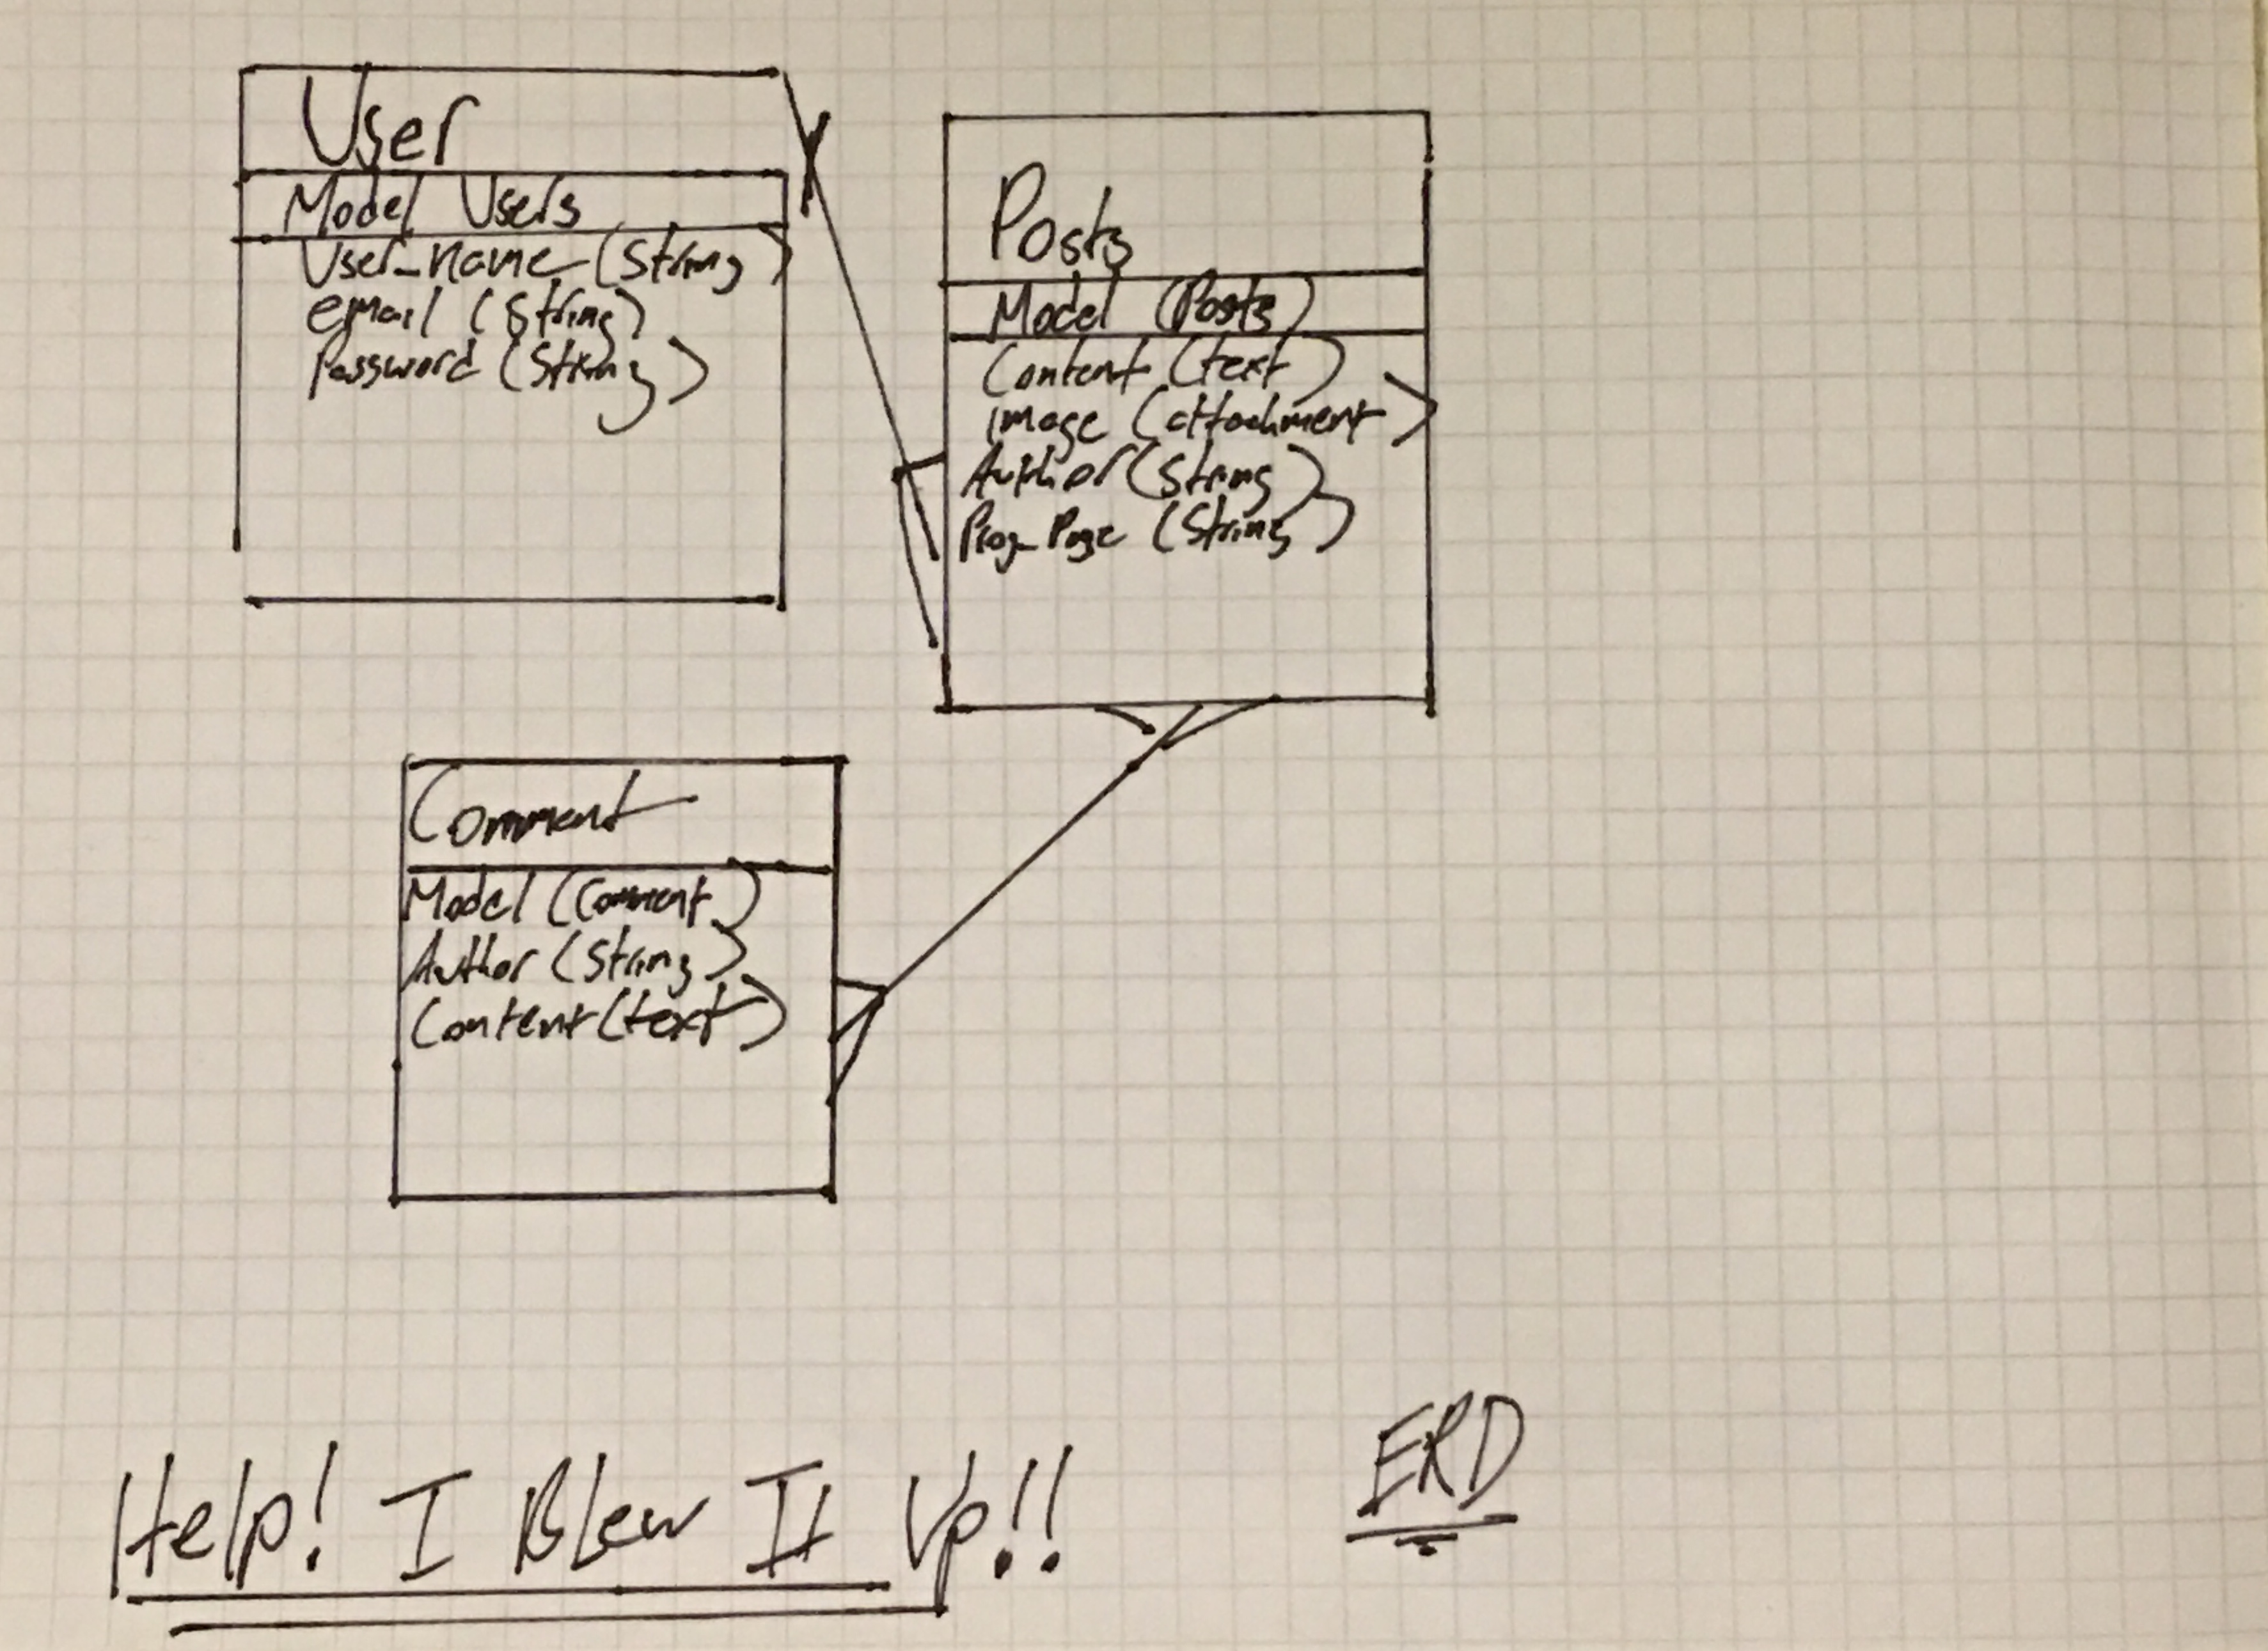 User
Model Users
User_name (string)
email (string)
Password (string)
Posts
Model (Posts)
Content (text)
image (attachment)
Author (string)
Prog_Page (string)
Comment
Model (Comment)
Author (string)
Content (text)
Help! I Blew It Up!!
ERD